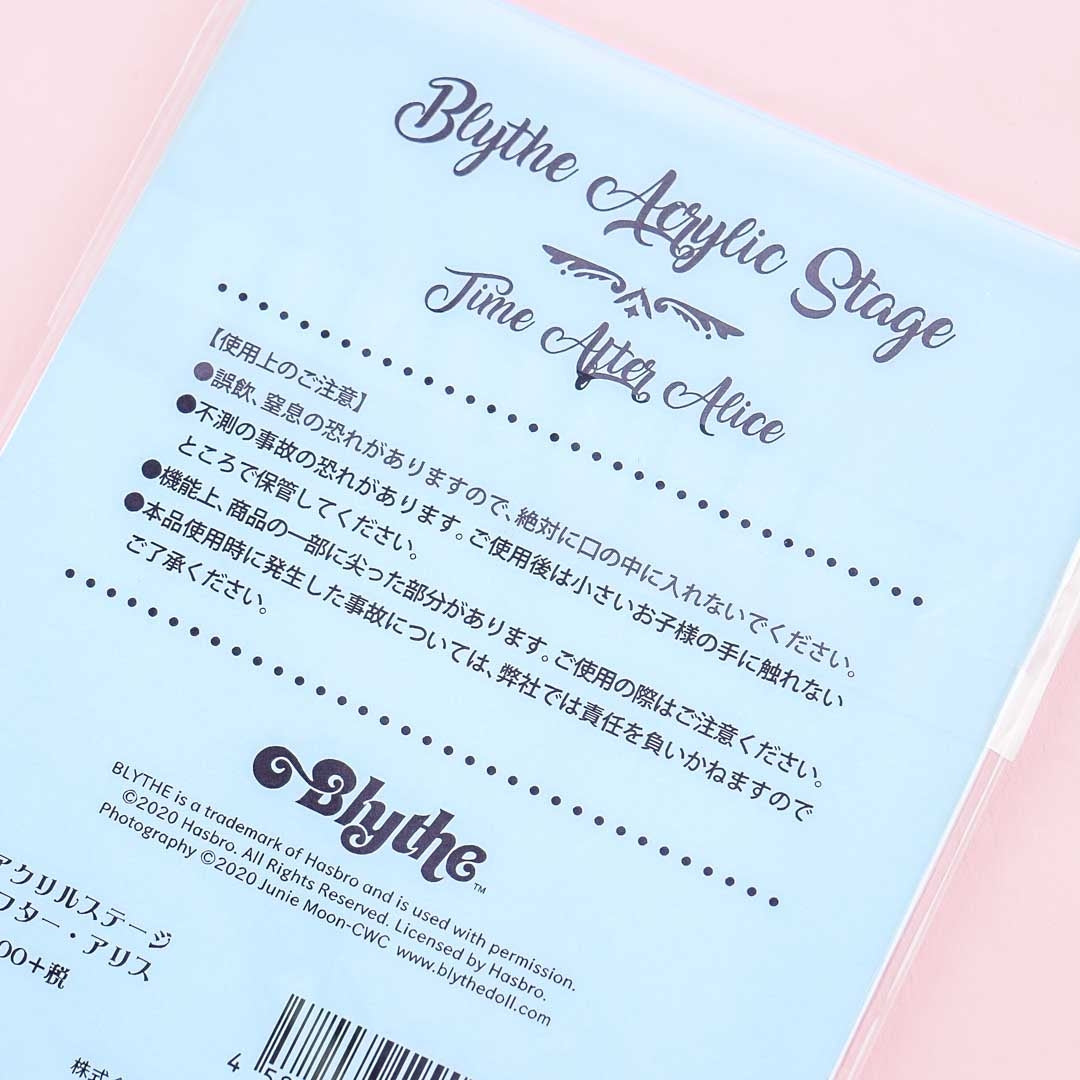 Blythe Acrylic Stage
Time After Alice
【使用上のご注意】
●誤飲、窒息の恐れがありますので、絶対に口の中に入れないでください。
●不測の事故の恐れがあります。ご使用後は小さいお子様の手に触れない
ところで保管してください。
●機能上、商品の一部に尖った部分があります。ご使用の際はご注意ください。
●本品使用時に発生した事故については、弊社では責任を負いかねますので
ご了承ください。
Blythe™
BLYTHE is a trademark of Hasbro and is used with permission.
©2020 Hasbro. All Rights Reserved. Licensed by Hasbro.
Photography ©2020 Junie Moon-CWC www.blythedoll.com
アクリルステージ
フター・アリス
00+税
4 58
株式